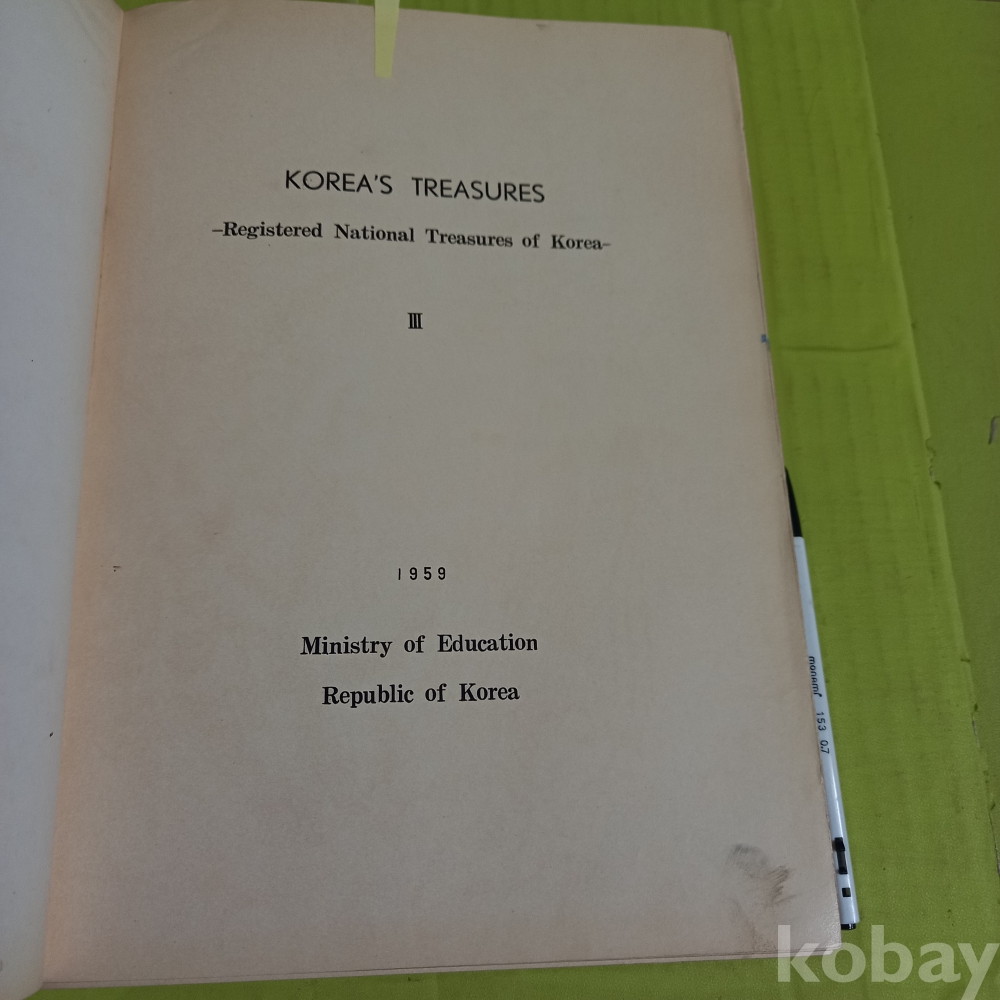 KOREA'S TREASURES
-Registered National Treasures of Korea-
III
1959
Ministry of Education
Republic of Korea
monami 153 0.7
kobay